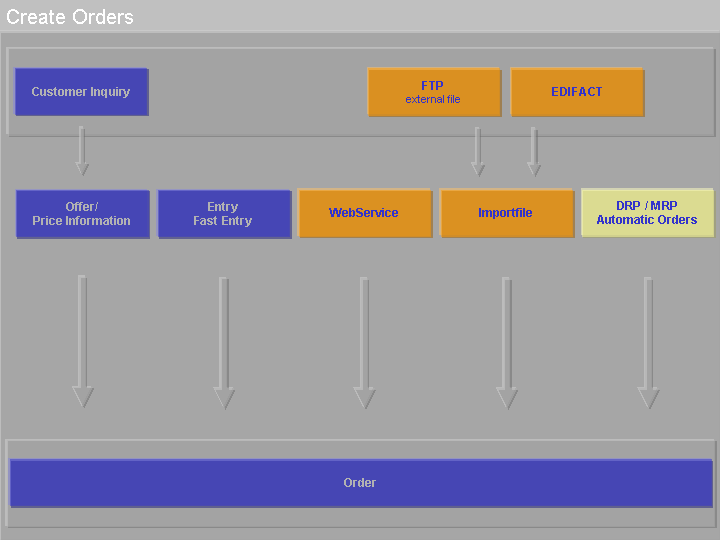 Create Orders
Customer Inquiry
FTP
external file
EDIFACT
Offer/
Price Information
Entry
Fast Entry
WebService
Importfile
DRP / MRP
Automatic Orders
Order